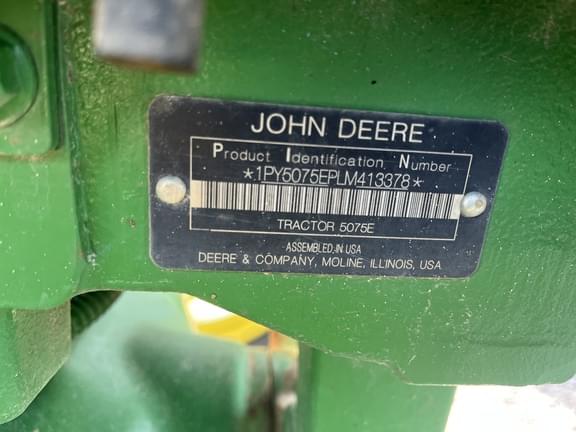 JOHN DEERE
Product Identification Number
*1PY5075EPLM413378*
TRACTOR 5075E
ASSEMBLED IN USA
DEERE & COMPANY, MOLINE, ILLINOIS, USA